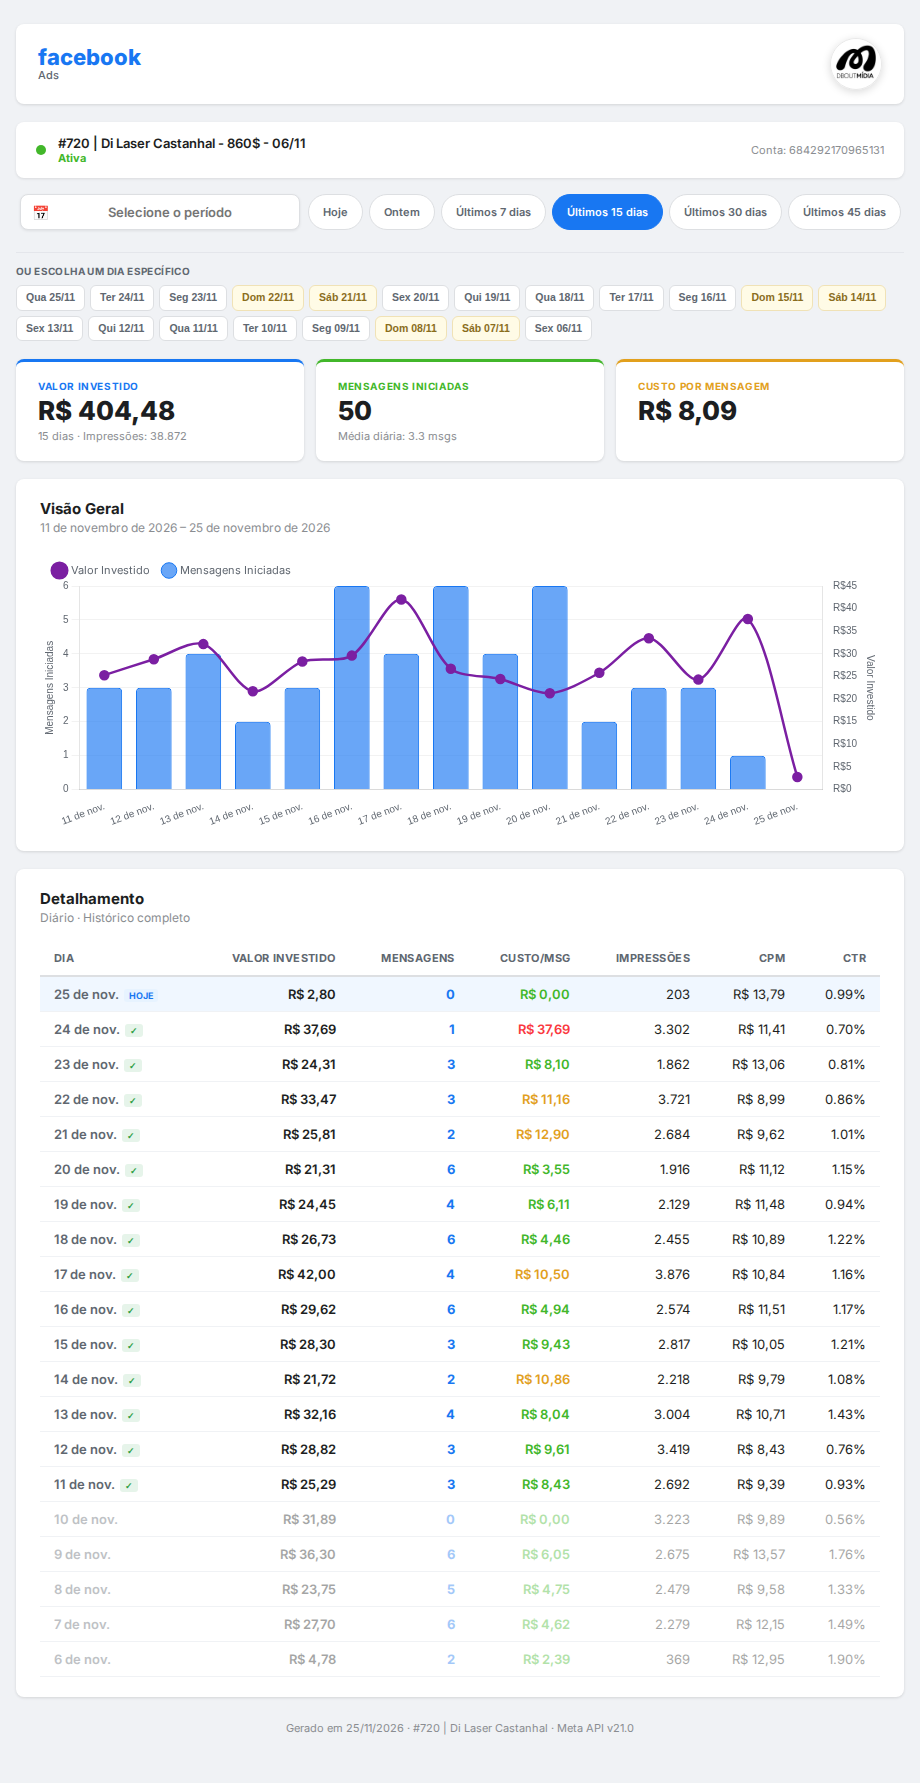 facebook
Ads
DBOUTMÍDIA
#720 | Di Laser Castanhal - 860$ - 06/11
Ativa
Conta: 684292170965131
Selecione o período
Hoje
Ontem
Últimos 7 dias
Últimos 15 dias
Últimos 30 dias
Últimos 45 dias
OU ESCOLHA UM DIA ESPECÍFICO
Qua 25/11 Ter 24/11 Seg 23/11 Dom 22/11 Sáb 21/11 Sex 20/11 Qui 19/11 Qua 18/11 Ter 17/11 Seg 16/11 Dom 15/11 Sáb 14/11
Sex 13/11 Qui 12/11 Qua 11/11 Ter 10/11 Seg 09/11 Dom 08/11 Sáb 07/11 Sex 06/11
VALOR INVESTIDO
R$ 404,48
15 dias · Impressões: 38.872
MENSAGENS INICIADAS
50
Média diária: 3.3 msgs
CUSTO POR MENSAGEM
R$ 8,09
Visão Geral
11 de novembro de 2026 – 25 de novembro de 2026
Valor Investido Mensagens Iniciadas
Mensagens Iniciadas
6
5
4
3
2
1
0
R$45
R$40
R$35
R$30
R$25
R$20
R$15
R$10
R$5
R$0
Valor Investido
11 de nov. 12 de nov. 13 de nov. 14 de nov. 15 de nov. 16 de nov. 17 de nov. 18 de nov. 19 de nov. 20 de nov. 21 de nov. 22 de nov. 23 de nov. 24 de nov. 25 de nov.
Detalhamento
Diário · Histórico completo
DIA VALOR INVESTIDO MENSAGENS CUSTO/MSG IMPRESSÕES CPM CTR
25 de nov. HOJE R$ 2,80 0 R$ 0,00 203 R$ 13,79 0.99%
24 de nov. ✓ R$ 37,69 1 R$ 37,69 3.302 R$ 11,41 0.70%
23 de nov. ✓ R$ 24,31 3 R$ 8,10 1.862 R$ 13,06 0.81%
22 de nov. ✓ R$ 33,47 3 R$ 11,16 3.721 R$ 8,99 0.86%
21 de nov. ✓ R$ 25,81 2 R$ 12,90 2.684 R$ 9,62 1.01%
20 de nov. ✓ R$ 21,31 6 R$ 3,55 1.916 R$ 11,12 1.15%
19 de nov. ✓ R$ 24,45 4 R$ 6,11 2.129 R$ 11,48 0.94%
18 de nov. ✓ R$ 26,73 6 R$ 4,46 2.455 R$ 10,89 1.22%
17 de nov. ✓ R$ 42,00 4 R$ 10,50 3.876 R$ 10,84 1.16%
16 de nov. ✓ R$ 29,62 6 R$ 4,94 2.574 R$ 11,51 1.17%
15 de nov. ✓ R$ 28,30 3 R$ 9,43 2.817 R$ 10,05 1.21%
14 de nov. ✓ R$ 21,72 2 R$ 10,86 2.218 R$ 9,79 1.08%
13 de nov. ✓ R$ 32,16 4 R$ 8,04 3.004 R$ 10,71 1.43%
12 de nov. ✓ R$ 28,82 3 R$ 9,61 3.419 R$ 8,43 0.76%
11 de nov. ✓ R$ 25,29 3 R$ 8,43 2.692 R$ 9,39 0.93%
10 de nov. R$ 31,89 0 R$ 0,00 3.223 R$ 9,89 0.56%
9 de nov. R$ 36,30 6 R$ 6,05 2.675 R$ 13,57 1.76%
8 de nov. R$ 23,75 5 R$ 4,75 2.479 R$ 9,58 1.33%
7 de nov. R$ 27,70 6 R$ 4,62 2.279 R$ 12,15 1.49%
6 de nov. R$ 4,78 2 R$ 2,39 369 R$ 12,95 1.90%
Gerado em 25/11/2026 · #720 | Di Laser Castanhal · Meta API v21.0